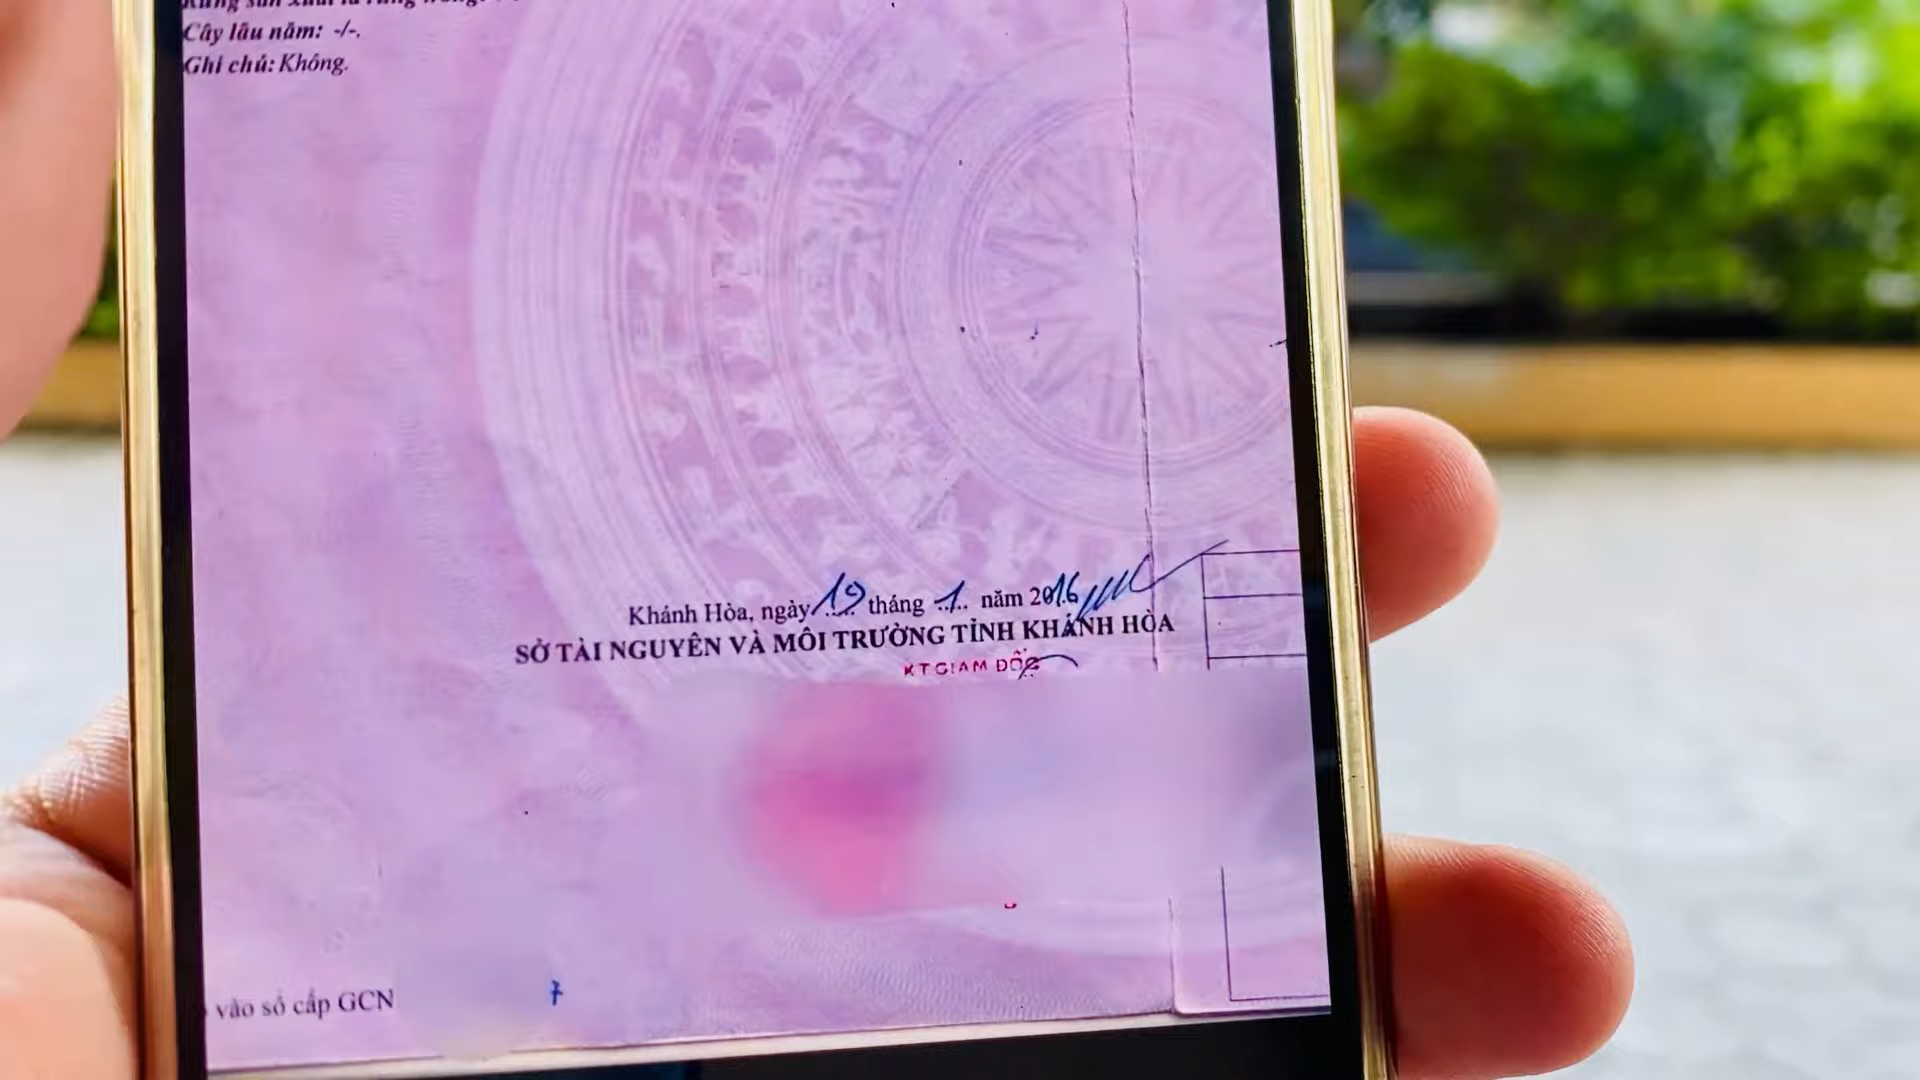 Cây lâu năm: -/-.
Ghi chú: Không.
Khánh Hòa, ngày 19 tháng 1 năm 2016
SỞ TÀI NGUYÊN VÀ MÔI TRƯỜNG TỈNH KHÁNH HÒA
KT GIÁM ĐỐC
vào sổ cấp GCN